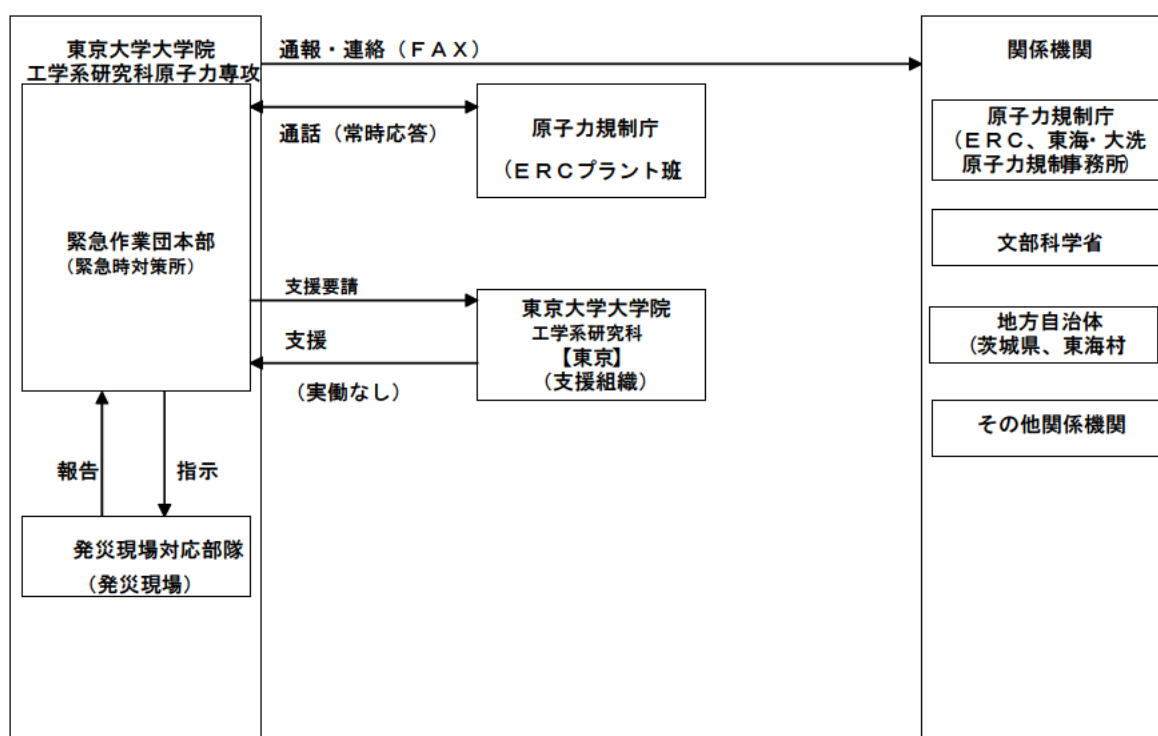 東京大学大学院
工学系研究科原子力専攻
緊急作業団本部
(緊急時対策所)
報告
指示
発災現場対応部隊
(発災現場)
通報・連絡(FAX)
通話(常時応答)
原子力規制庁
(ERCプラント班
支援要請
支援
(実働なし)
東京大学大学院
工学系研究科
【東京】
(支援組織)
関係機関
原子力規制庁
(ERC、東海・大洗
原子力規制事務所)
文部科学省
地方自治体
(茨城県、東海村
その他関係機関